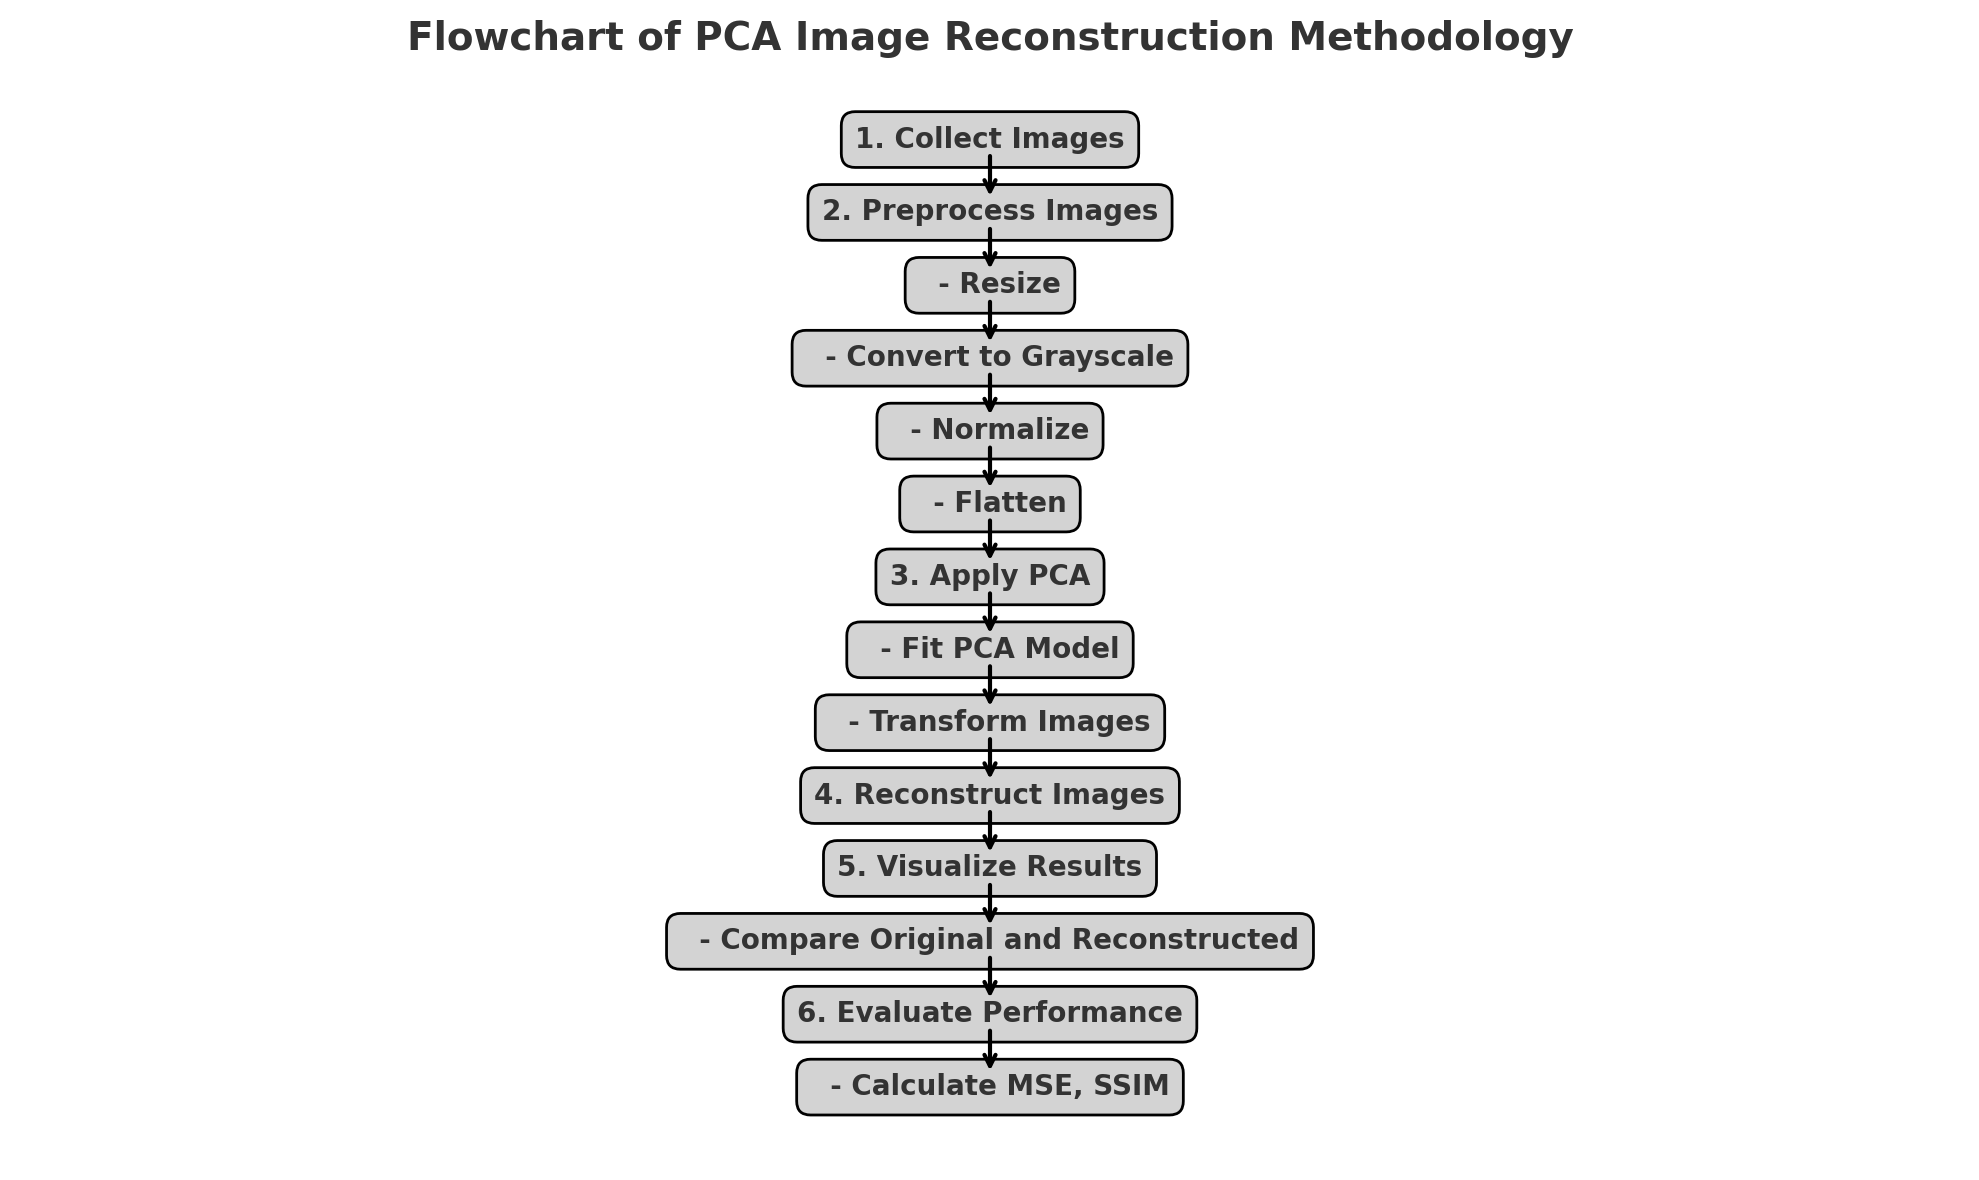 Flowchart of PCA Image Reconstruction Methodology
1. Collect Images
2. Preprocess Images
- Resize
- Convert to Grayscale
- Normalize
- Flatten
3. Apply PCA
- Fit PCA Model
- Transform Images
4. Reconstruct Images
5. Visualize Results
- Compare Original and Reconstructed
6. Evaluate Performance
- Calculate MSE, SSIM